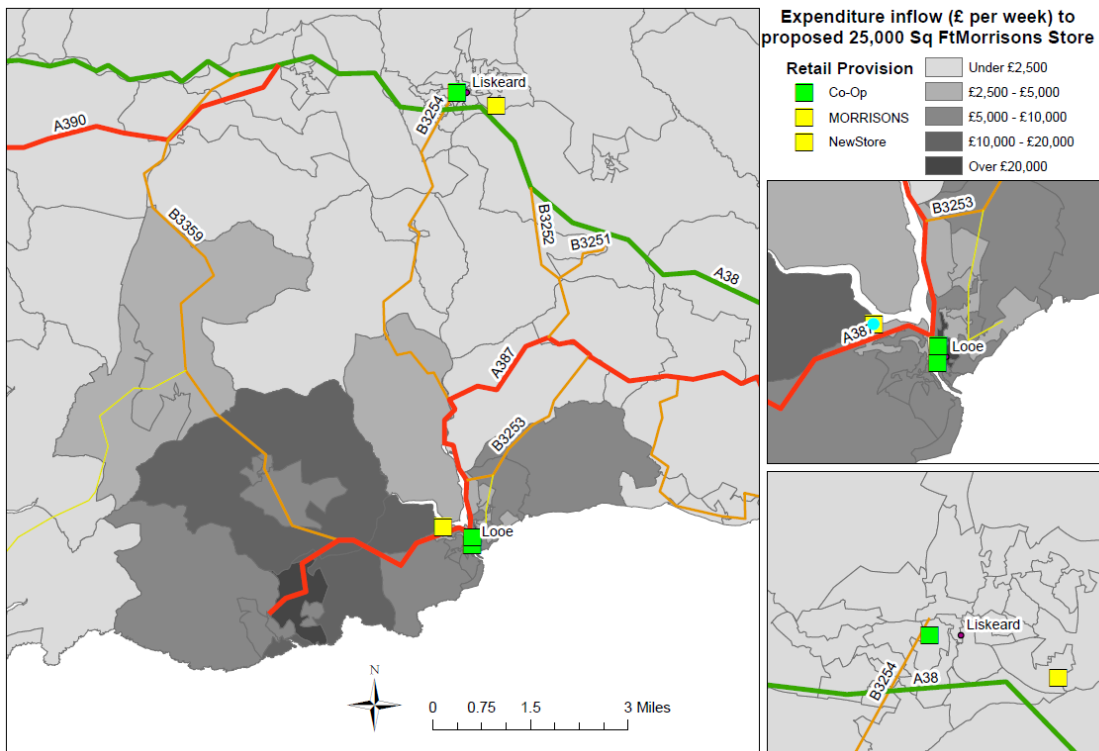 Expenditure inflow (£ per week) to
proposed 25,000 Sq FtMorrisons Store
Retail Provision
Co-Op
MORRISONS
NewStore
Under £2,500
£2,500 - £5,000
£5,000 - £10,000
£10,000 - £20,000
Over £20,000
Liskeard
A390
B3254
B3359
B3252
B3251
A38
A387
B3253
Looe
N
0 0.75 1.5 3 Miles
B3253
A387
Looe
Liskeard
B3254
A38